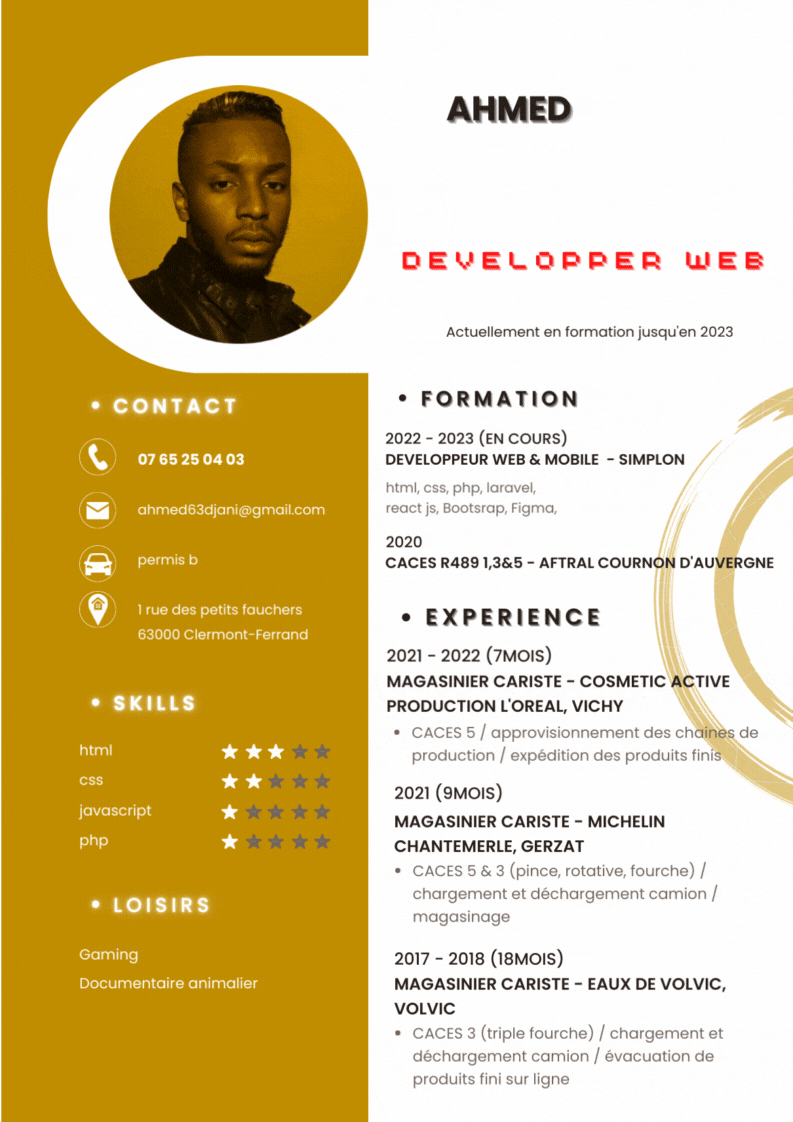 AHMED
DEVELOPPER WEB
Actuellement en formation jusqu'en 2023
• CONTACT
07 65 25 04 03
ahmed63djani@gmail.com
permis b
1 rue des petits fauchers
63000 Clermont-Ferrand
• SKILLS
html
css
javascript
php
• LOISIRS
Gaming
Documentaire animalier
• FORMATION
2022 - 2023 (EN COURS)
DEVELOPPEUR WEB & MOBILE - SIMPLON
html, css, php, laravel,
react js, Bootsrap, Figma,
2020
CACES R489 1,3&5 - AFTRAL COURNON D'AUVERGNE
• EXPERIENCE
2021 - 2022 (7MOIS)
MAGASINIER CARISTE - COSMETIC ACTIVE
PRODUCTION L'OREAL, VICHY
• CACES 5 / approvisionnement des chaines de
production / expédition des produits finis
2021 (9MOIS)
MAGASINIER CARISTE - MICHELIN
CHANTEMERLE, GERZAT
• CACES 5 & 3 (pince, rotative, fourche) /
chargement et déchargement camion /
magasinage
2017 - 2018 (18MOIS)
MAGASINIER CARISTE - EAUX DE VOLVIC,
VOLVIC
• CACES 3 (triple fourche) / chargement et
déchargement camion / évacuation de
produits fini sur ligne